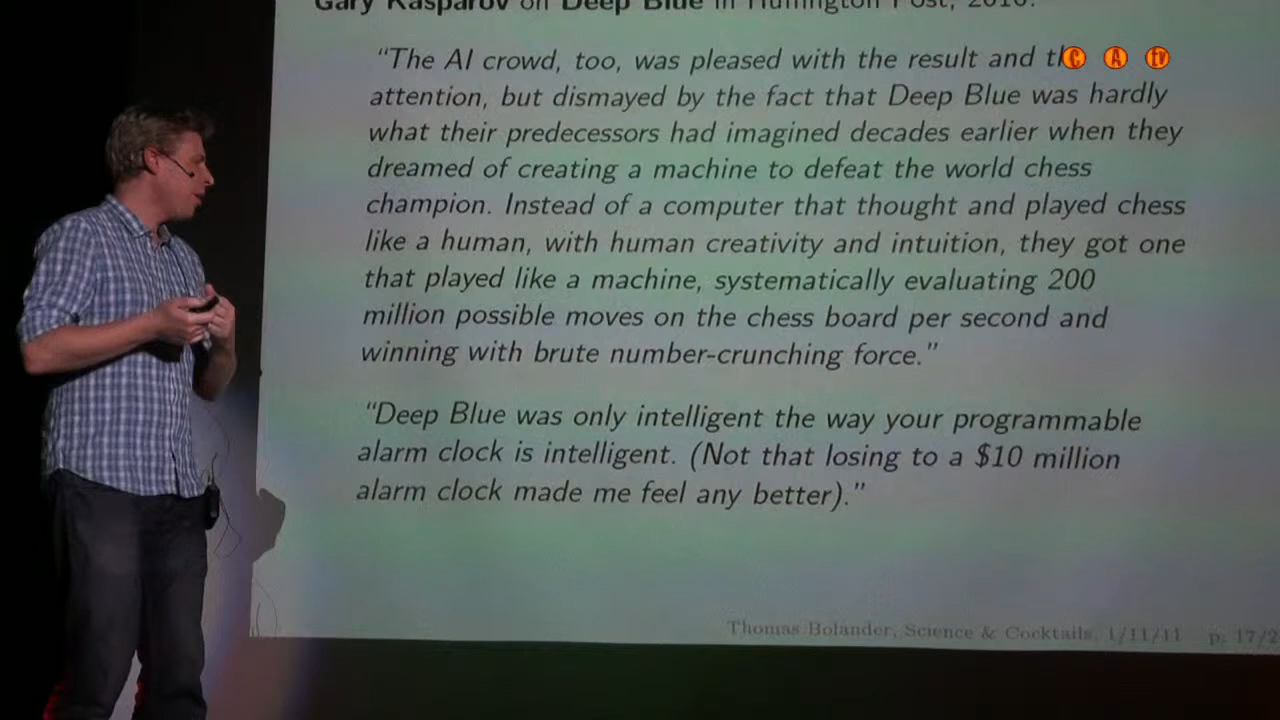 Gary Kasparov on Deep Blue in Huffington Post, 2010:
“The AI crowd, too, was pleased with the result and
attention, but dismayed by the fact that Deep Blue was hardly
what their predecessors had imagined decades earlier when they
dreamed of creating a machine to defeat the world chess
champion. Instead of a computer that thought and played chess
like a human, with human creativity and intuition, they got one
that played like a machine, systematically evaluating 200
million possible moves on the chess board per second and
winning with brute number-crunching force.”
“Deep Blue was only intelligent the way your programmable
alarm clock is intelligent. (Not that losing to a $10 million
alarm clock made me feel any better).”
Thomas Bolander, Science & Cocktails, 1/11/11 p. 17/2
C A tv